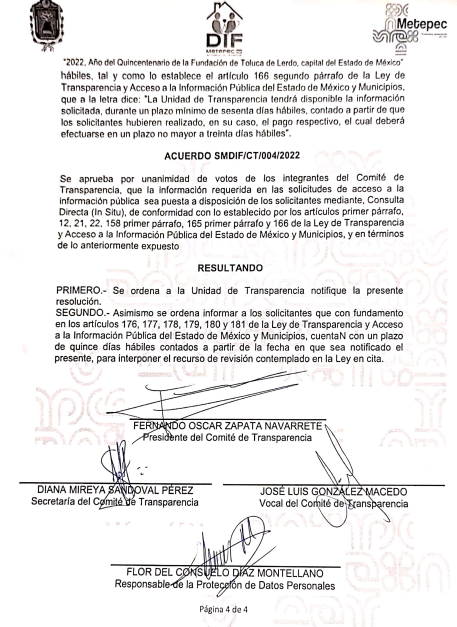 DIF
METEPEC
Metepec
"2022, Año del Quincentenario de la Fundación de Toluca de Lerdo, capital del Estado de México"
hábiles, tal y como lo establece el artículo 166 segundo párrafo de la Ley de
Transparencia y Acceso a la Información Pública del Estado de México y Municipios,
que a la letra dice: "La Unidad de Transparencia tendrá disponible la información
solicitada, durante un plazo mínimo de sesenta días hábiles, contado a partir de que
los solicitantes hubieren realizado, en su caso, el pago respectivo, el cual deberá
efectuarse en un plazo no mayor a treinta días hábiles".
ACUERDO SMDIF/CT/004/2022
Se aprueba por unanimidad de votos de los integrantes del Comité de
Transparencia, que la información requerida en las solicitudes de acceso a la
información pública sea puesta a disposición de los solicitantes mediante, Consulta
Directa (In Situ), de conformidad con lo establecido por los artículos primer párrafo,
12, 21, 22, 158 primer párrafo, 165 primer párrafo y 166 de la Ley de Transparencia
y Acceso a la Información Pública del Estado de México y Municipios, y en términos
de lo anteriormente expuesto
RESULTANDO
PRIMERO.- Se ordena a la Unidad de Transparencia notifique la presente
resolución.
SEGUNDO.- Asimismo se ordena informar a los solicitantes que con fundamento
en los artículos 176, 177, 178, 179, 180 y 181 de la Ley de Transparencia y Acceso
a la Información Pública del Estado de México y Municipios, cuentaN con un plazo
de quince días hábiles contados a partir de la fecha en que sea notificado el
presente, para interponer el recurso de revisión contemplado en la Ley en cita.
FERNANDO OSCAR ZAPATA NAVARRETE
Presidente del Comité de Transparencia
DIANA MIREYA SANDOVAL PÉREZ
Secretaría del Comité de Transparencia
JOSÉ LUIS GONZÁLEZ MACEDO
Vocal del Comité de Transparencia
FLOR DEL CONSUELO DÍAZ MONTELLANO
Responsable de la Protección de Datos Personales
Página 4 de 4